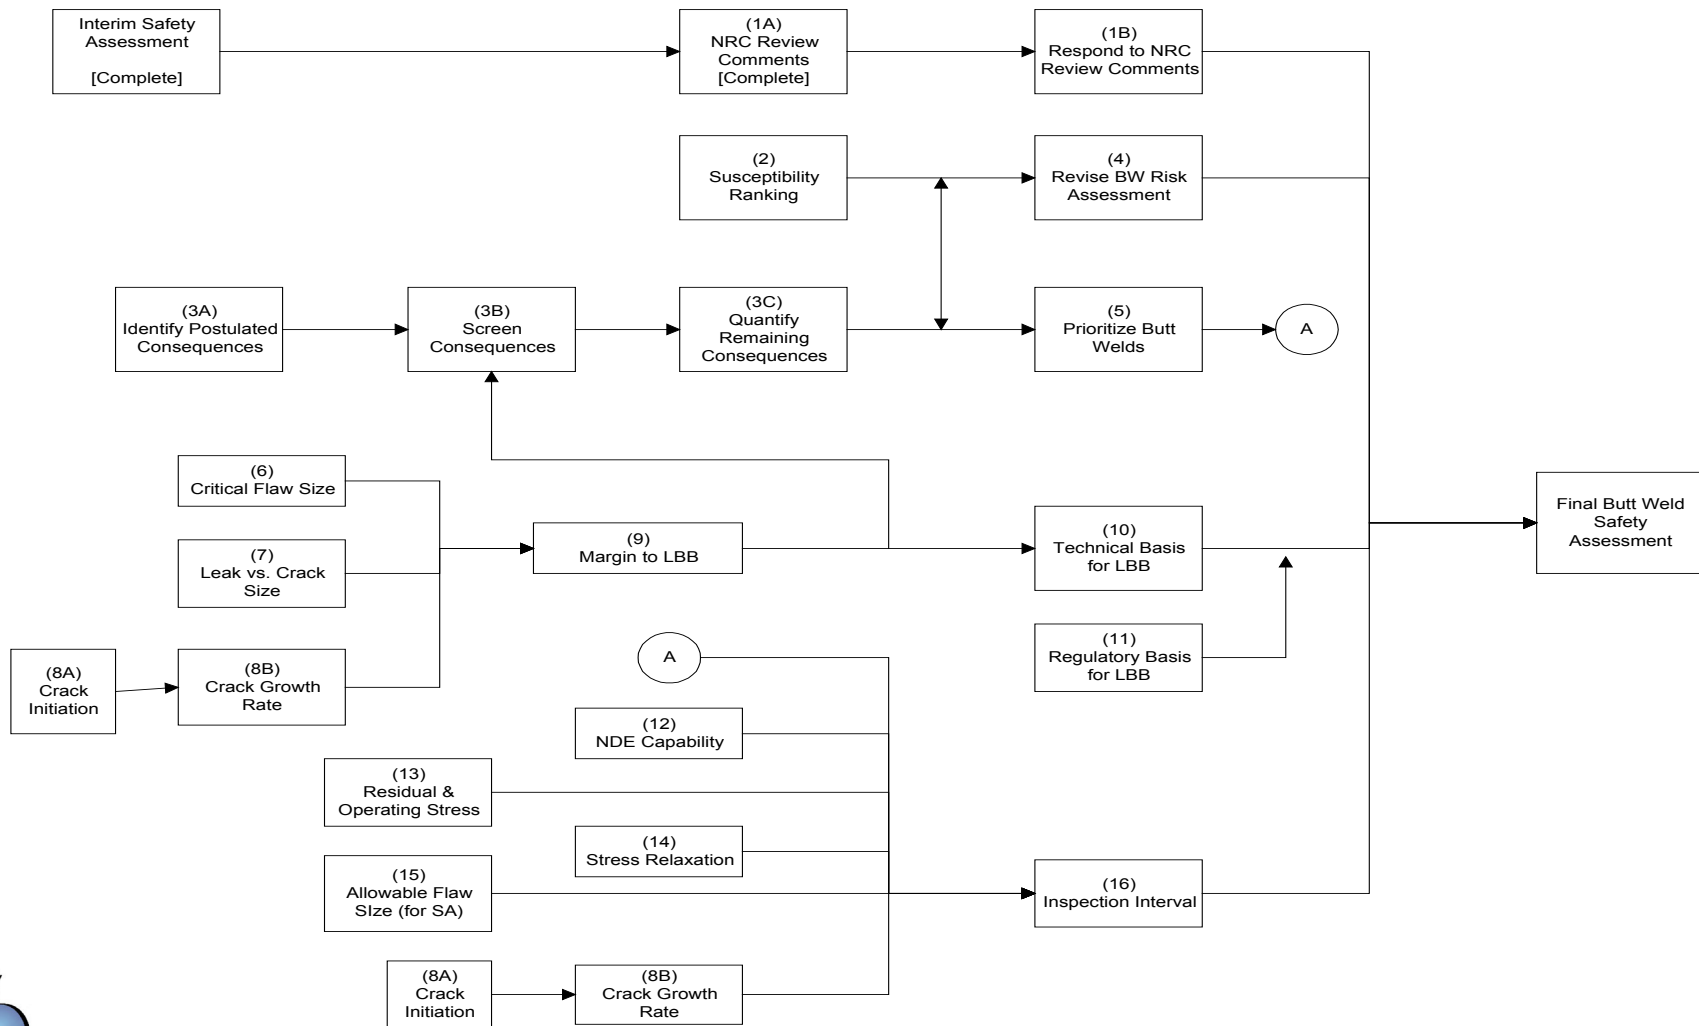 Interim Safety
Assessment
[Complete]
(1A)
NRC Review
Comments
[Complete]
(1B)
Respond to NRC
Review Comments
(2)
Susceptibility
Ranking
(4)
Revise BW Risk
Assessment
(3A)
Identify Postulated
Consequences
(3B)
Screen
Consequences
(3C)
Quantify
Remaining
Consequences
(5)
Prioritize Butt
Welds
A
(6)
Critical Flaw Size
(7)
Leak vs. Crack
Size
(8A)
Crack
Initiation
(8B)
Crack Growth
Rate
(9)
Margin to LBB
(10)
Technical Basis
for LBB
(11)
Regulatory Basis
for LBB
Final Butt Weld
Safety
Assessment
A
(12)
NDE Capability
(13)
Residual &
Operating Stress
(14)
Stress Relaxation
(15)
Allowable Flaw
SIze (for SA)
(16)
Inspection Interval
(8A)
Crack
Initiation
(8B)
Crack Growth
Rate